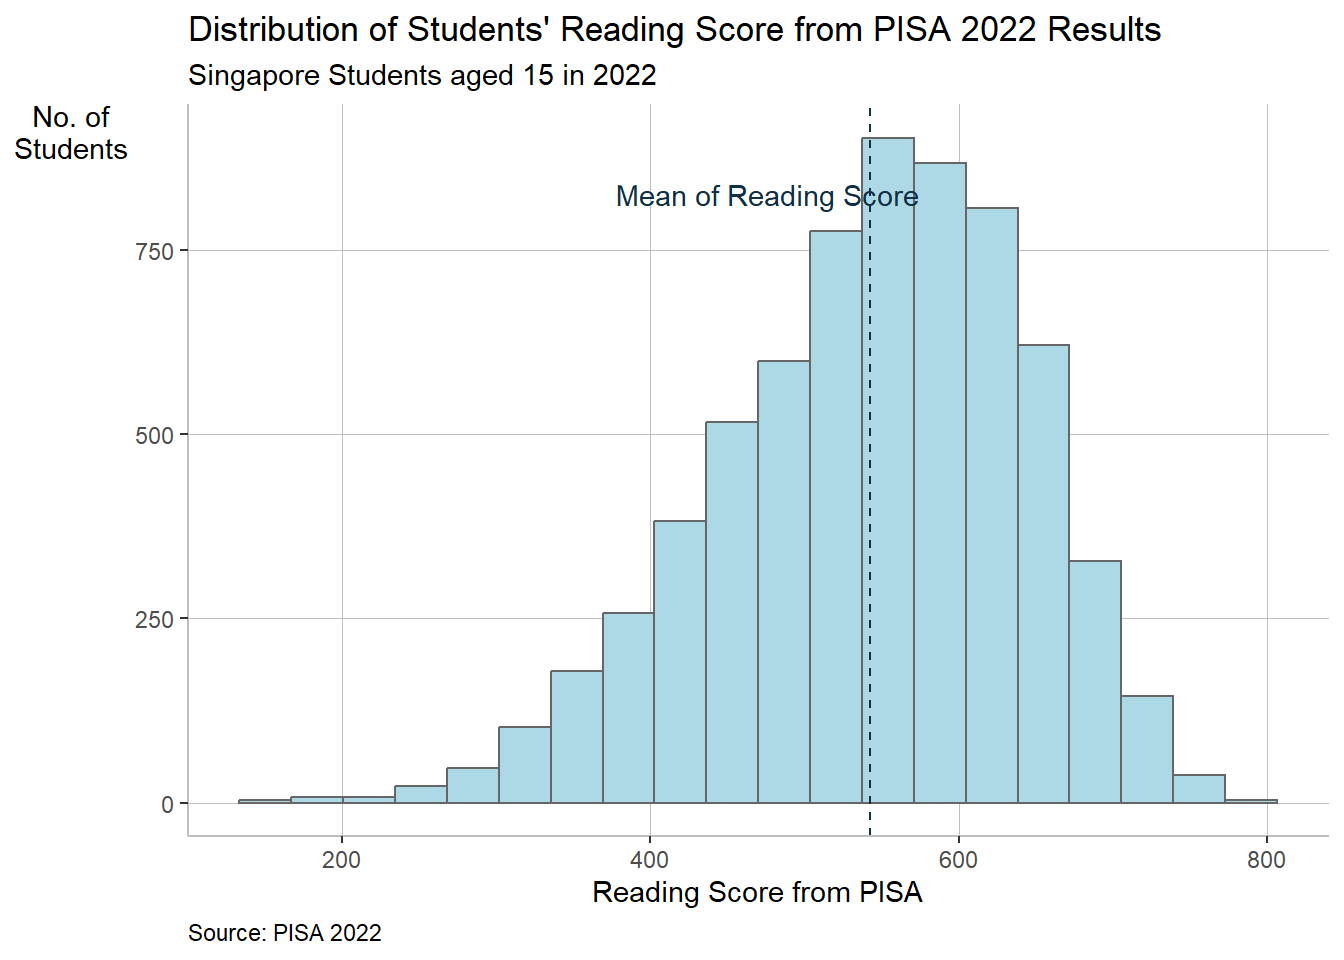 Distribution of Students' Reading Score from PISA 2022 Results
Singapore Students aged 15 in 2022
No. of
Students
Mean of Reading Score
750
500
250
0
200 400 600 800
Reading Score from PISA
Source: PISA 2022